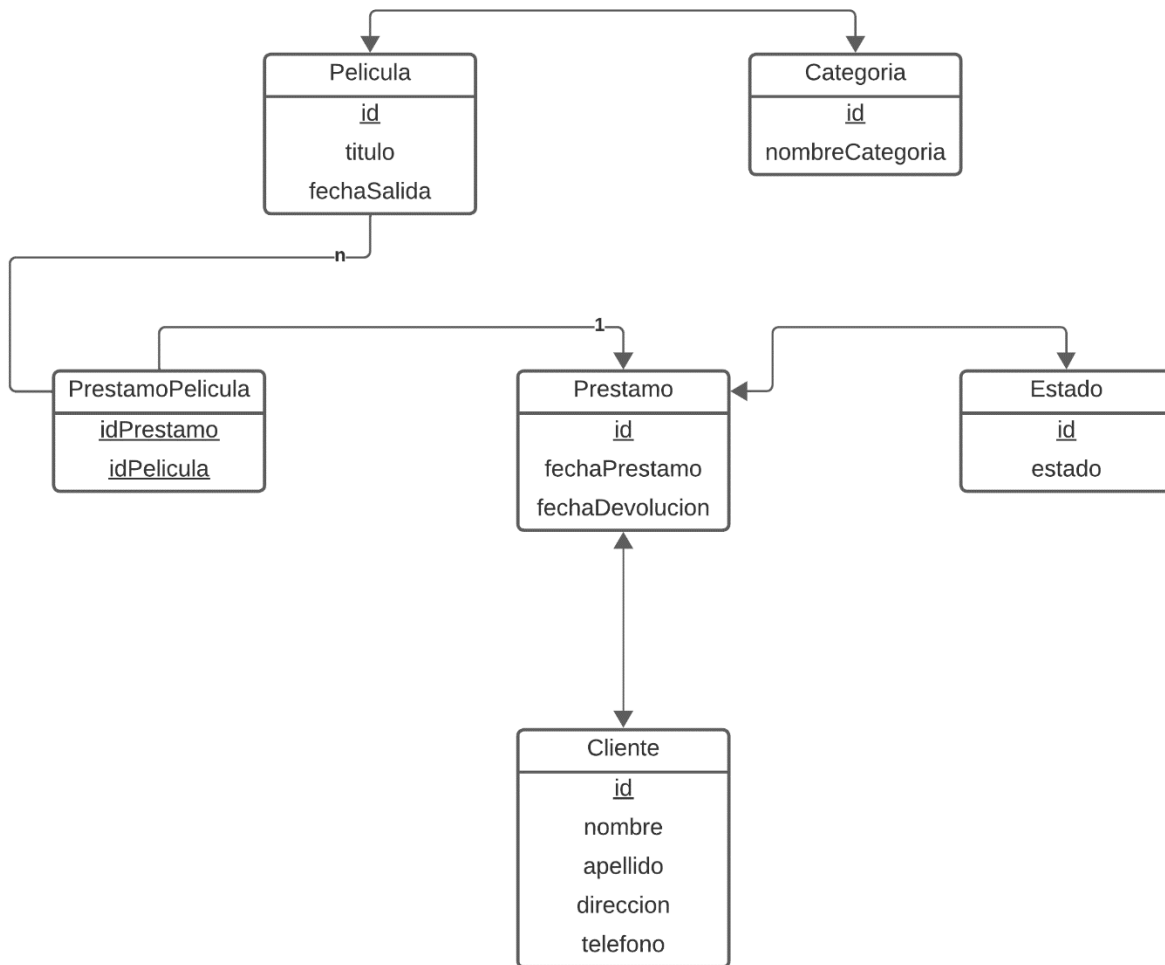 Pelicula
id
titulo
fechaSalida
Categoria
id
nombreCategoria
n
1
PrestamoPelicula
idPrestamo
idPelicula
Prestamo
id
fechaPrestamo
fechaDevolucion
Estado
id
estado
Cliente
id
nombre
apellido
direccion
telefono